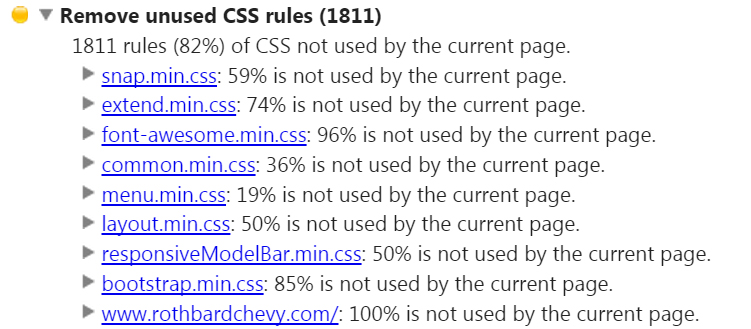 Remove unused CSS rules (1811)
1811 rules (82%) of CSS not used by the current page.
snap.min.css: 59% is not used by the current page.
extend.min.css: 74% is not used by the current page.
font-awesome.min.css: 96% is not used by the current page.
common.min.css: 36% is not used by the current page.
menu.min.css: 19% is not used by the current page.
layout.min.css: 50% is not used by the current page.
responsiveModelBar.min.css: 50% is not used by the current page.
bootstrap.min.css: 85% is not used by the current page.
www.rothbardchevy.com/: 100% is not used by the current page.